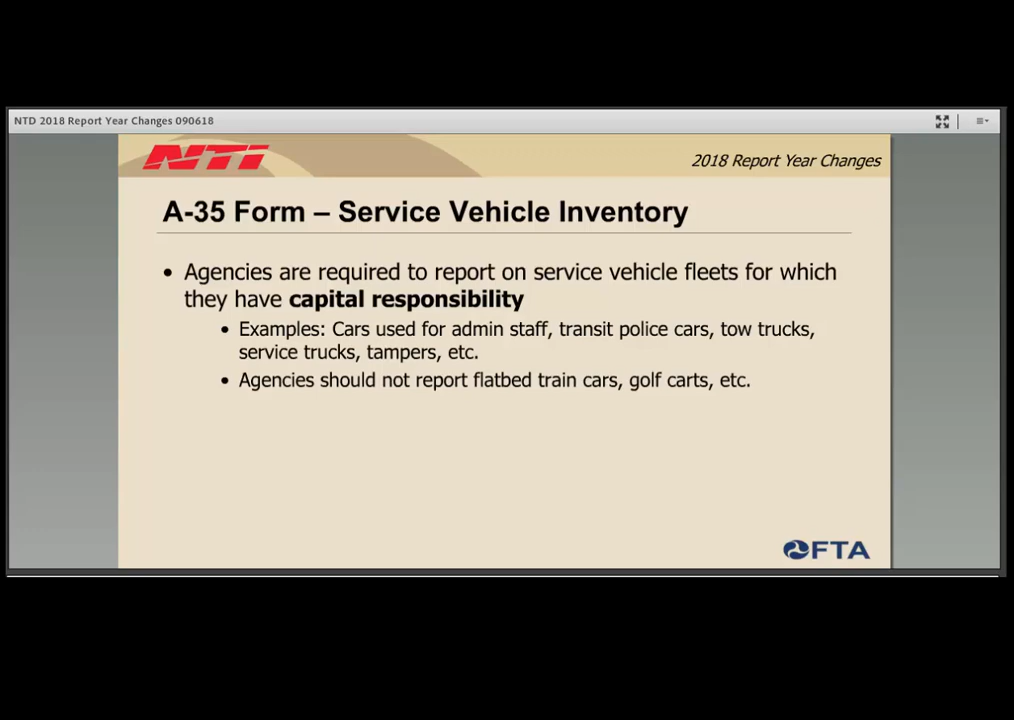 NTD 2018 Report Year Changes 090618
NTI
2018 Report Year Changes
A-35 Form – Service Vehicle Inventory
• Agencies are required to report on service vehicle fleets for which
they have capital responsibility
• Examples: Cars used for admin staff, transit police cars, tow trucks,
service trucks, tampers, etc.
• Agencies should not report flatbed train cars, golf carts, etc.
FTA